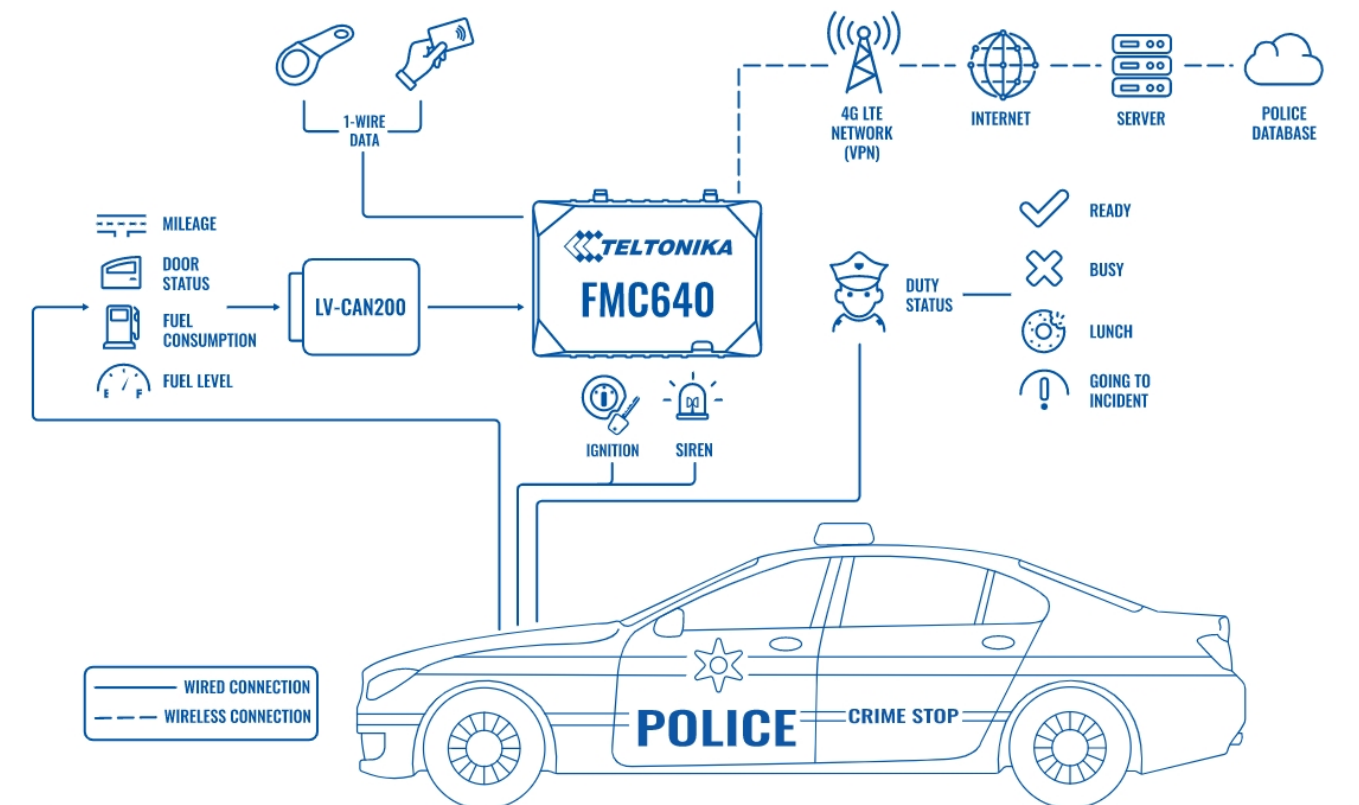 1-WIRE
DATA
4G LTE
NETWORK
(VPN)
INTERNET
SERVER
POLICE
DATABASE
MILEAGE
DOOR
STATUS
FUEL
CONSUMPTION
FUEL LEVEL
E F
LV-CAN200
TELTONIKA
FMC640
IGNITION
SIREN
DUTY
STATUS
READY
BUSY
LUNCH
GOING TO
INCIDENT
WIRED CONNECTION
WIRELESS CONNECTION
POLICE
CRIME STOP